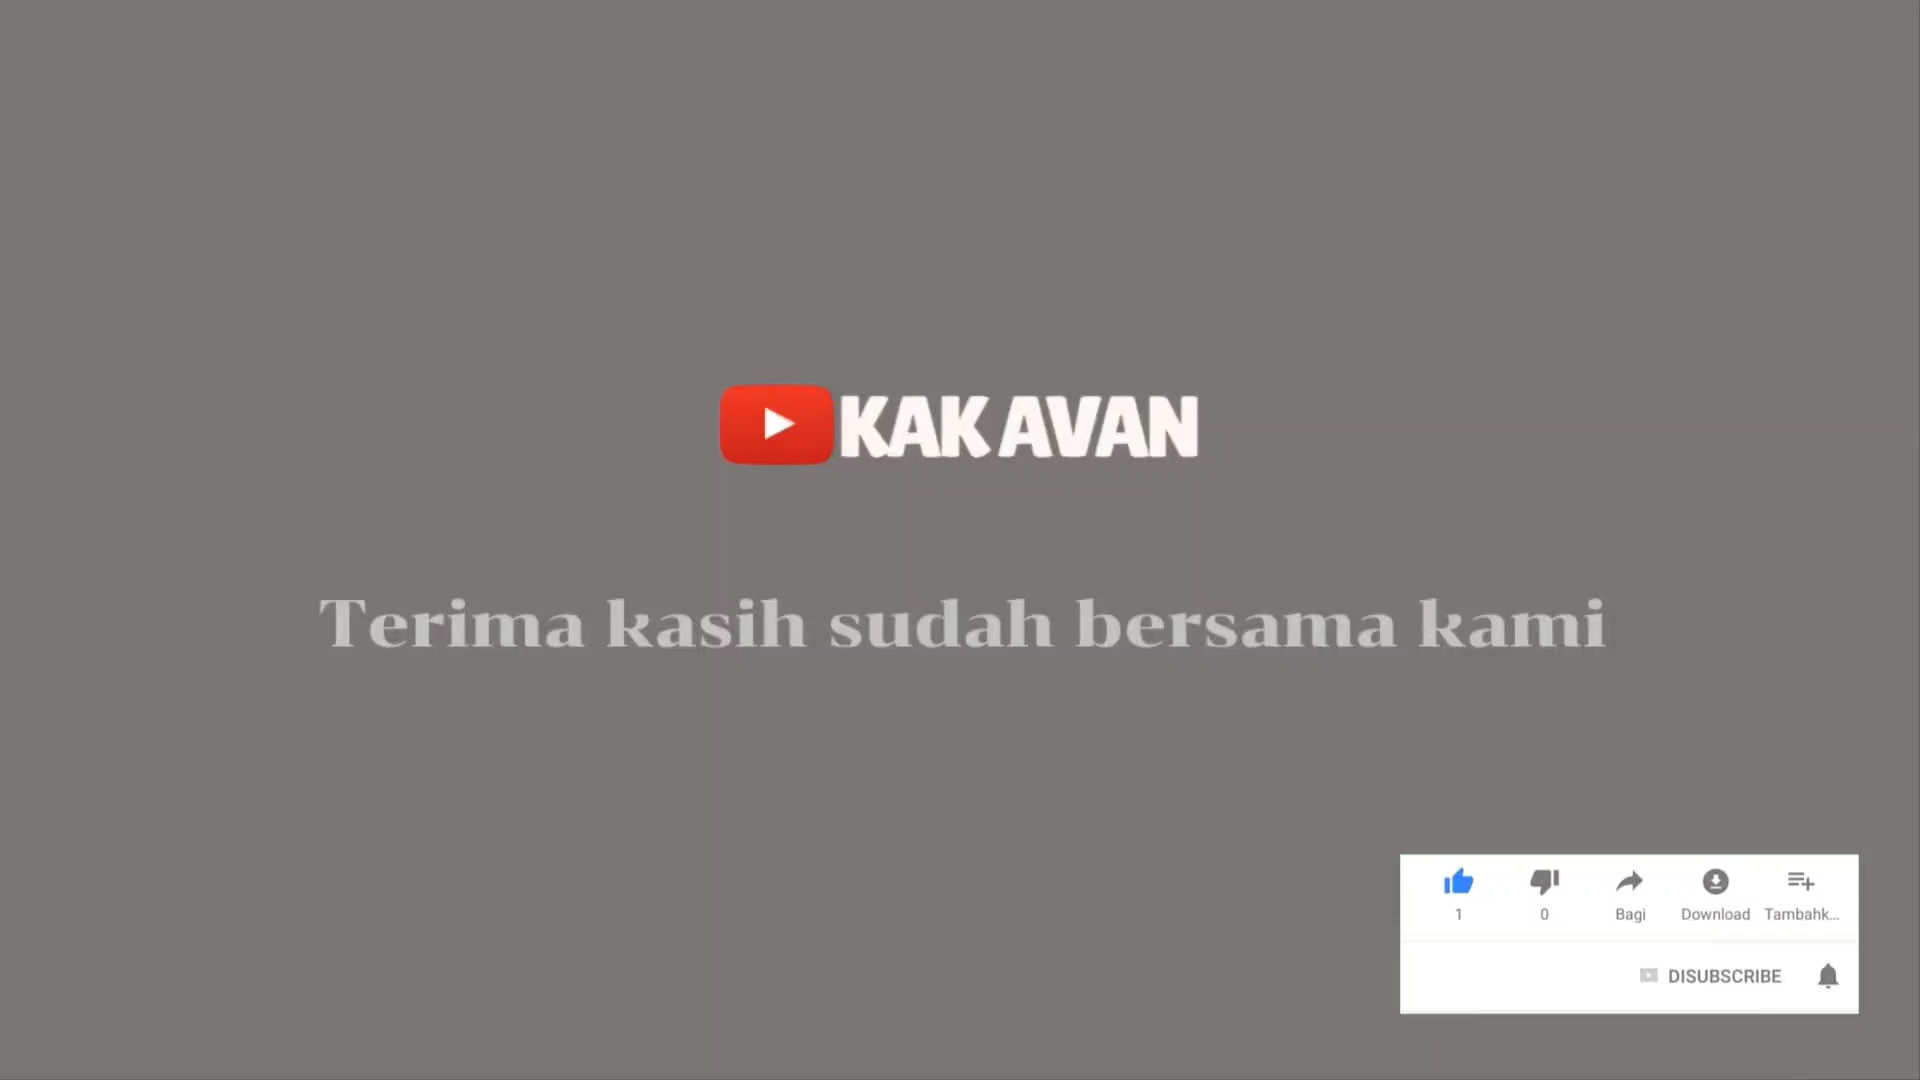 KAK AVAN
Terima kasih sudah bersama kami
1 0 Bagi Download Tambahk...
DISUBSCRIBE